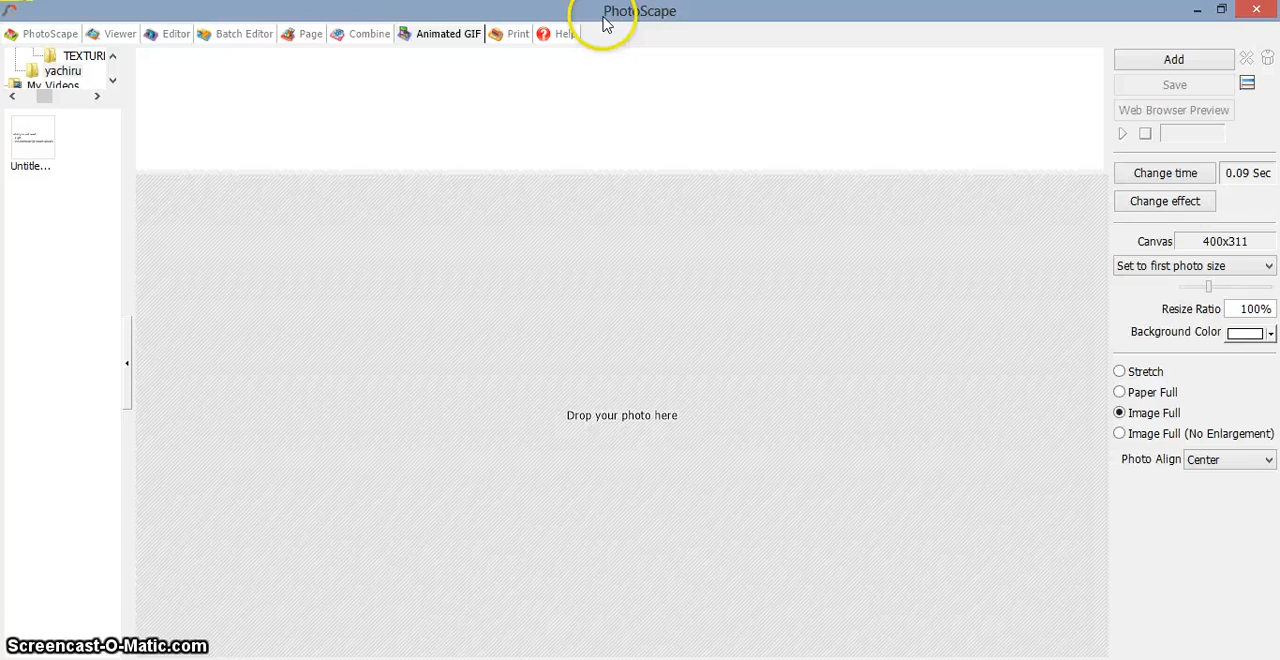 PhotoScape
PhotoScape Viewer Editor Batch Editor Page Combine Animated GIF Print Help
TEXTURI
yachiru
My Videos
Untitle...
Drop your photo here
Add
Save
Web Browser Preview
Change time 0.09 Sec
Change effect
Canvas 400x311
Set to first photo size
Resize Ratio 100%
Background Color
Stretch
Paper Full
Image Full
Image Full (No Enlargement)
Photo Align Center
Screencast-O-Matic.com